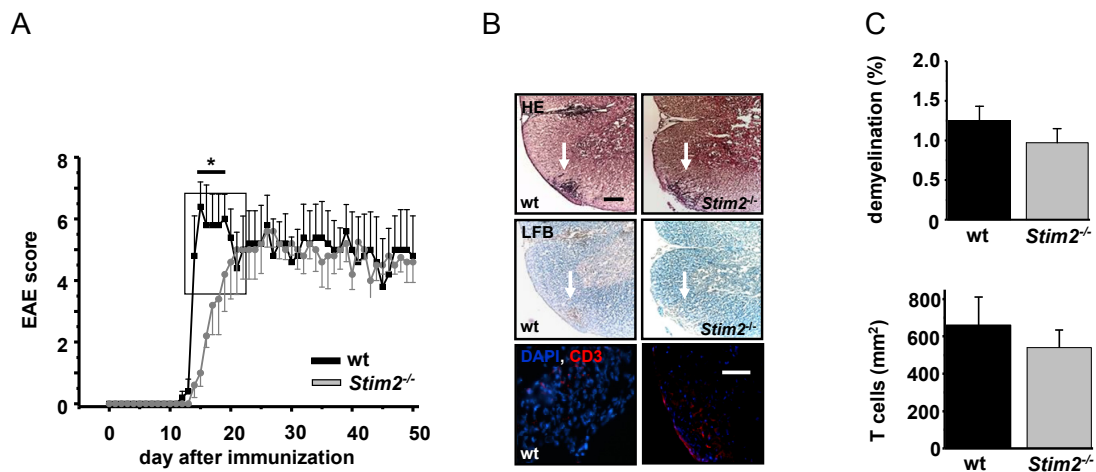 A
B
C
8
*
6
4
2
0
EAE score
wt
Stim2-/-
0 10 20 30 40 50
day after immunization
HE
wt
Stim2-/-
LFB
wt
Stim2-/-
DAPI, CD3
wt
2.0
1.5
1.0
0.5
0
demyelination (%)
wt Stim2-/-
800
600
400
200
0
T cells (mm²)
wt Stim2-/-